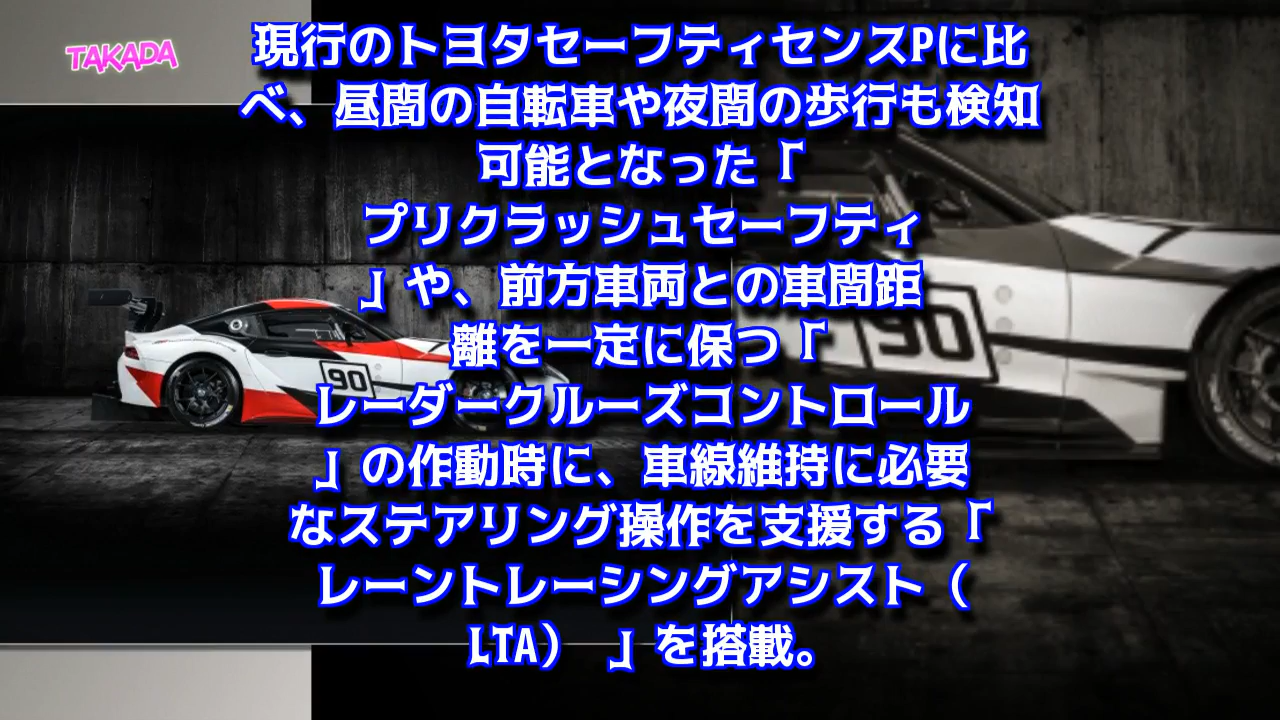 TAKADA
現行のトヨタセーフティセンスPに比
べ、昼間の自転車や夜間の歩行も検知
可能となった「
プリクラッシュセーフティ
」や、前方車両との車間距
離を一定に保つ「
レーダークルーズコントロール
」の作動時に、車線維持に必要
なステアリング操作を支援する「
レーントレーシングアシスト（
LTA） 」を搭載。
90
90